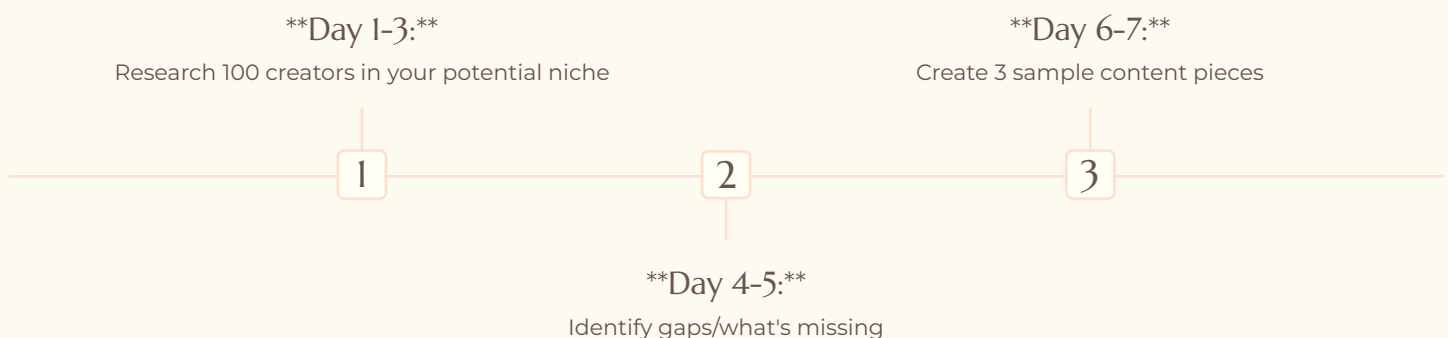 **Day 1-3:**
Research 100 creators in your potential niche
**Day 6-7:**
Create 3 sample content pieces
1
2
3
**Day 4-5:**
Identify gaps/what's missing